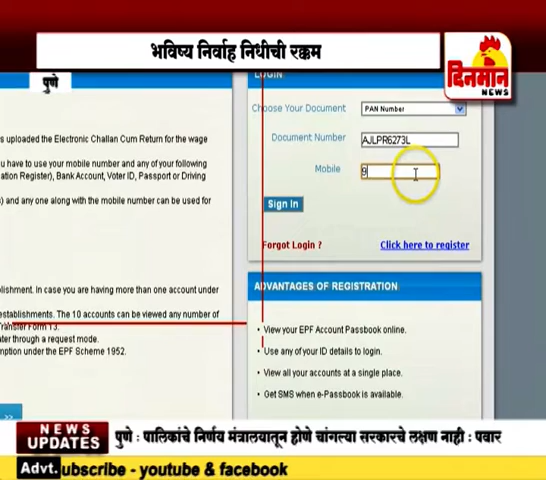 भविष्य निर्वाह निधीची रक्कम
दिनमान
NEWS
पुणे
LOGIN
Choose Your Document
PAN Number
Document Number
AJLPR6273L
Mobile
9
Sign In
Forgot Login ?
Click here to register
s uploaded the Electronic Challan Cum Return for the wage
u have to use your mobile number and any of your following
ation Register), Bank Account, Voter ID, Passport or Driving
s) and any one along with the mobile number can be used for
lishment. In case you are having more than one account under
establishments. The 10 accounts can be viewed any number of
Transfer Form 13.
ater through a request mode.
mption under the EPF Scheme 1952.
>>
ADVANTAGES OF REGISTRATION
• View your EPF Account Passbook online.
• Use any of your ID details to login.
• View all your accounts at a single place.
• Get SMS when e-Passbook is available.
NEWS
UPDATES
पुणे : पालिकांचे निर्णय मंत्रालयातून होणे चांगल्या सरकारचे लक्षण नाही : पवार
Advt.
ubscribe - youtube & facebook